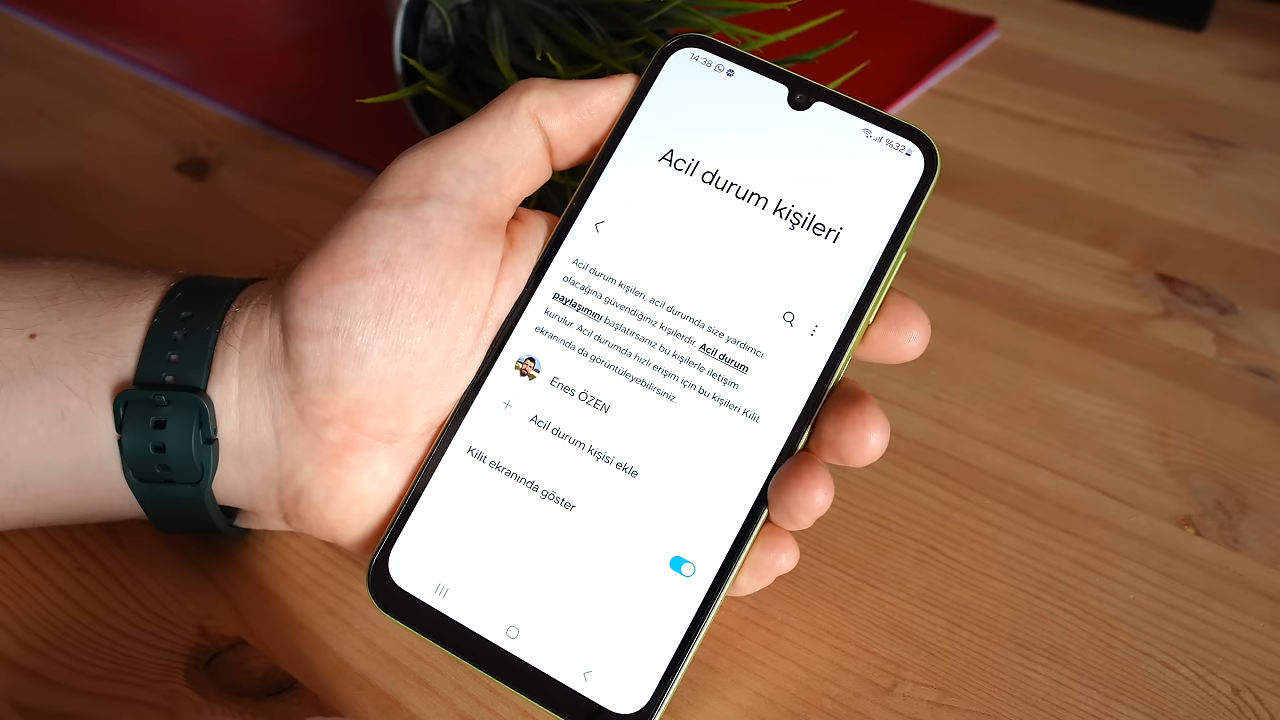 14:38
%32
Acil durum kişileri
Acil durum kişileri, acil durumda size yardımcı
olacağına güvendiğiniz kişilerdir. Acil durum
paylaşımını başlatırsanız bu kişilerle iletişim
kurulur. Acil durumda hızlı erişim için bu kişileri Kilit
ekranında da görüntüleyebilirsiniz.
Enes ÖZEN
Acil durum kişisi ekle
Kilit ekranında göster